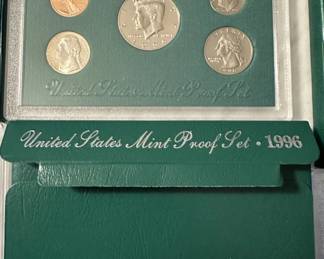 United States Mint Proof Set
United States Mint Proof Set • 1996